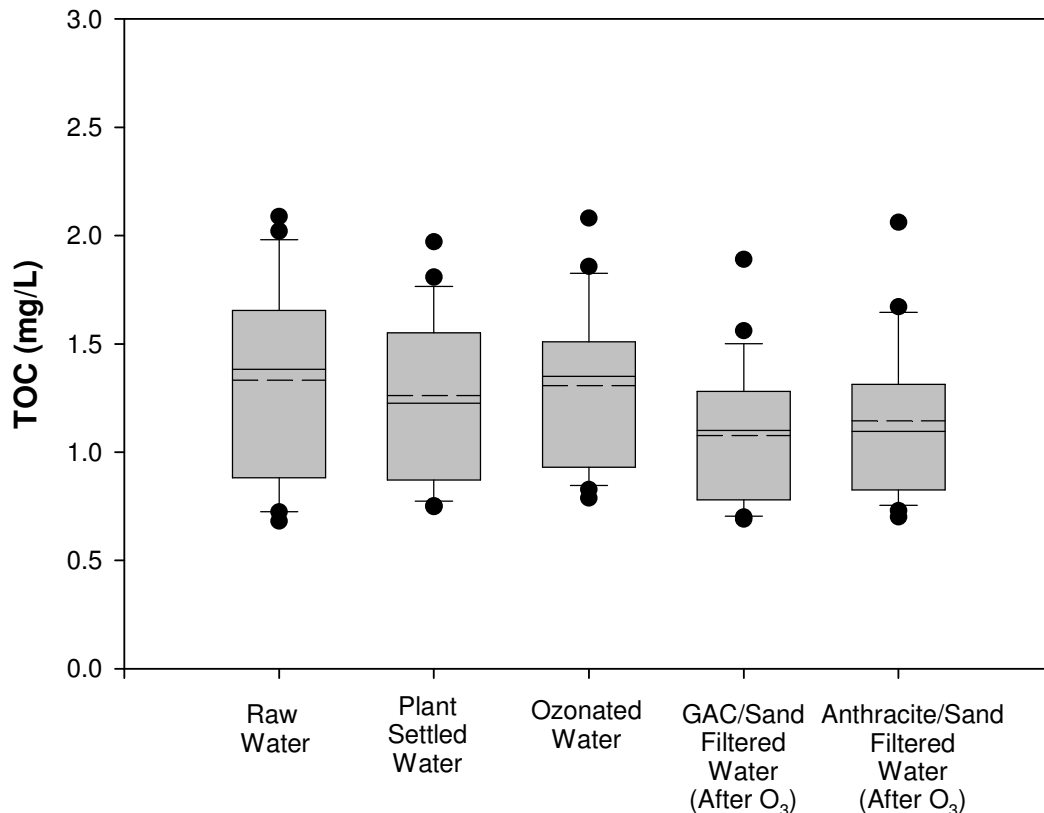 3.0
2.5
2.0
1.5
1.0
0.5
0.0
TOC (mg/L)
Raw
Water
Plant
Settled
Water
Ozonated
Water
GAC/Sand
Filtered
Water
(After O₃)
Anthracite/Sand
Filtered
Water
(After O₃)